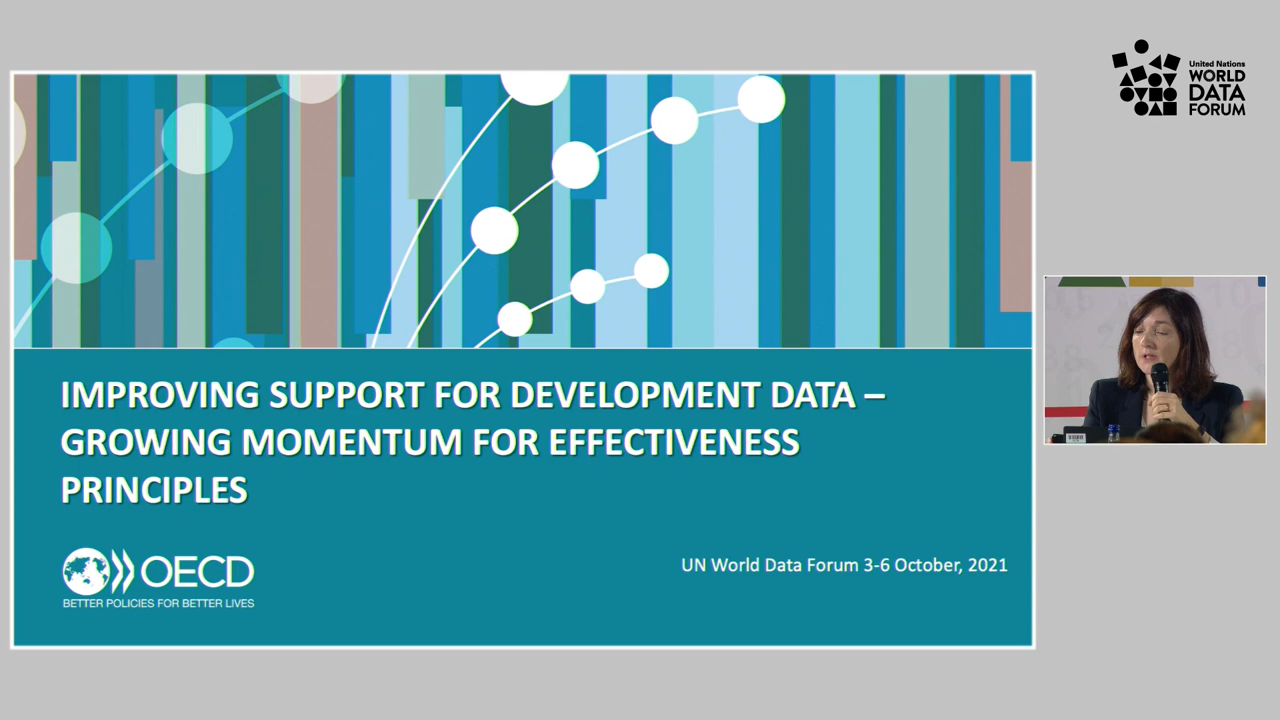 United Nations
WORLD
DATA
FORUM
IMPROVING SUPPORT FOR DEVELOPMENT DATA –
GROWING MOMENTUM FOR EFFECTIVENESS
PRINCIPLES
OECD
BETTER POLICIES FOR BETTER LIVES
UN World Data Forum 3-6 October, 2021